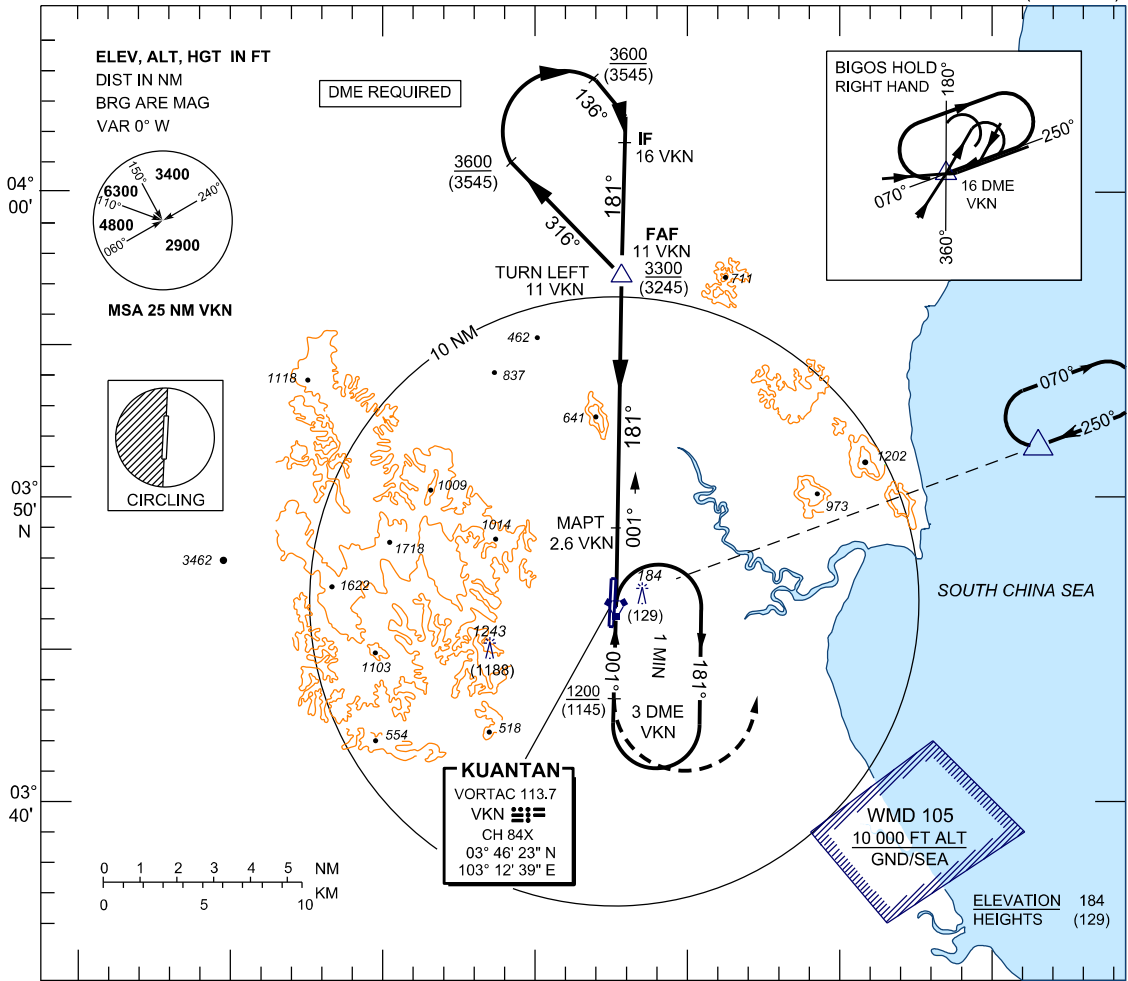 ELEV, ALT, HGT IN FT
DIST IN NM
BRG ARE MAG
VAR 0° W
DME REQUIRED
3600
(3545)
136°
IF
16 VKN
181°
3600
(3545)
316°
FAF
11 VKN
3300
(3245)
TURN LEFT
11 VKN
BIGOS HOLD
RIGHT HAND
180°
250°
070°
16 DME
VKN
360°
04°
00'
150°
3400
240°
6300
110°
4800
060°
2900
MSA 25 NM VKN
711
10 NM
462
837
1118
641
181°
CIRCLING
070°
250°
1202
973
1009
03°
50'
N
MAPT
2.6 VKN
001°
1014
1718
3462
1622
184
(129)
SOUTH CHINA SEA
1243
(1188)
1103
1 MIN
001°
181°
1200
(1145)
3 DME
VKN
518
554
KUANTAN
VORTAC 113.7
VKN
CH 84X
03° 46' 23" N
103° 12' 39" E
03°
40'
WMD 105
10 000 FT ALT
GND/SEA
0 1 2 3 4 5 NM
KM
0 5 10
ELEVATION 184
HEIGHTS (129)